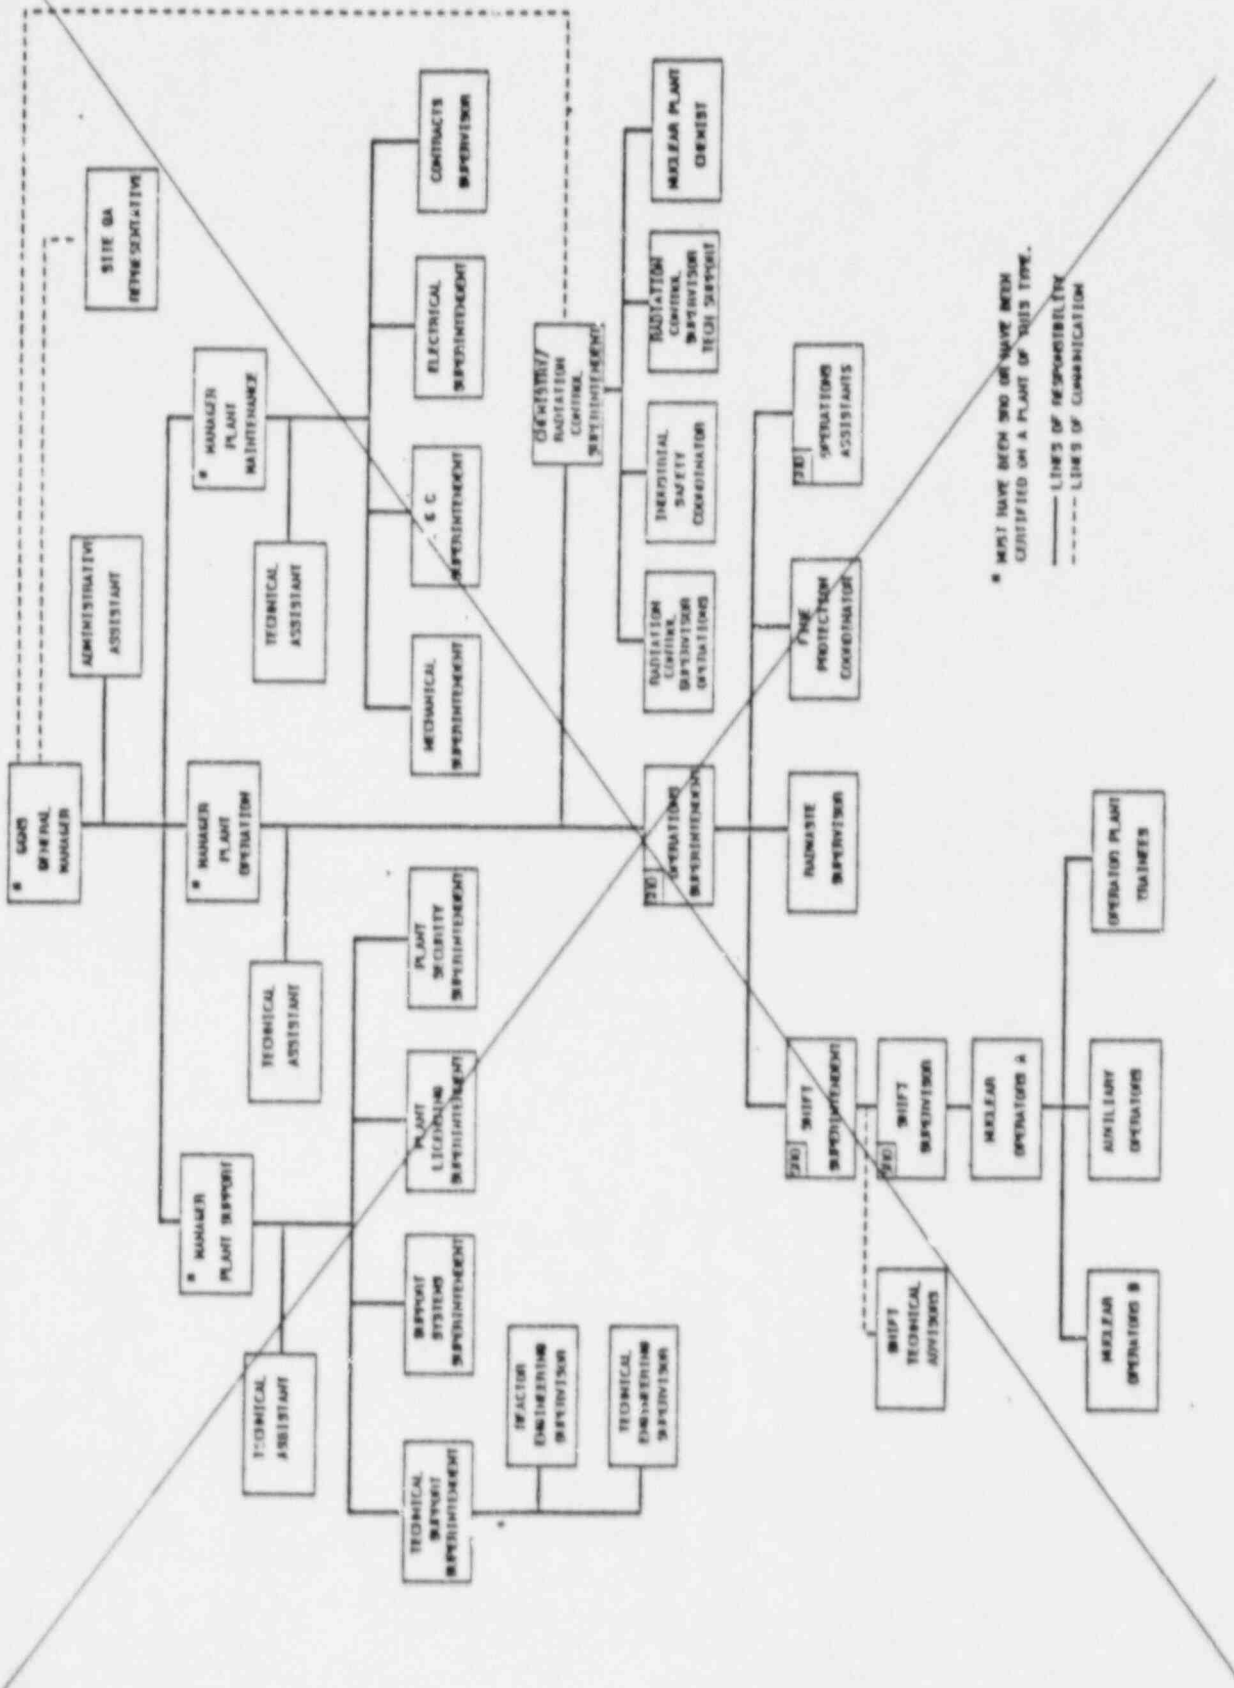 * GGNS
GENERAL
MANAGER
ADMINISTRATIVE
ASSISTANT
SITE QA
REPRESENTATIVE
* MANAGER
PLANT SUPPORT
* MANAGER
PLANT
OPERATION
* MANAGER
PLANT
MAINTENANCE
TECHNICAL
ASSISTANT
TECHNICAL
ASSISTANT
TECHNICAL
ASSISTANT
TECHNICAL
SUPPORT
SUPERINTENDENT
SUPPORT
SYSTEMS
SUPERINTENDENT
PLANT
LICENSING
SUPERINTENDENT
PLANT
SECURITY
SUPERINTENDENT
MECHANICAL
SUPERINTENDENT
& C
SUPERINTENDENT
ELECTRICAL
SUPERINTENDENT
CONTRACTS
SUPERVISOR
REACTOR
ENGINEERING
SUPERVISOR
TECHNICAL
ENGINEERING
SUPERVISOR
CHEMISTRY/
RADIATION
CONTROL
SUPERINTENDENT
RADIATION
CONTROL
SUPERVISOR
OPERATIONS
INDUSTRIAL
SAFETY
COORDINATOR
RADIATION
CONTROL
SUPERVISOR
TECH SUPPORT
NUCLEAR PLANT
CHEMIST
SRO
OPERATIONS
SUPERINTENDENT
SRO
SHIFT
SUPERINTENDENT
RADWASTE
SUPERVISOR
FIRE
PROTECTION
COORDINATOR
SRO
OPERATIONS
ASSISTANTS
SHIFT
TECHNICAL
ADVISORS
SRO
SHIFT
SUPERVISOR
NUCLEAR
OPERATORS A
NUCLEAR
OPERATORS B
AUXILIARY
OPERATORS
OPERATOR PLANT
TRAINEES
* MUST HAVE BEEN SRO OR HAVE BEEN
CERTIFIED ON A PLANT OF THIS TYPE.
LINES OF RESPONSIBILITY
LINES OF COMMUNICATION